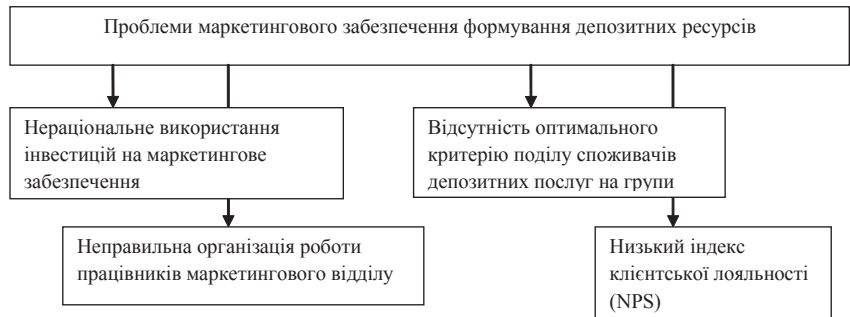 Проблеми маркетингового забезпечення формування депозитних ресурсів
Нераціональне використання
інвестицій на маркетингове
забезпечення
Відсутність оптимального
критерію поділу споживачів
депозитних послуг на групи
Неправильна організація роботи
працівників маркетингового відділу
Низький індекс
клієнтської лояльності
(NPS)